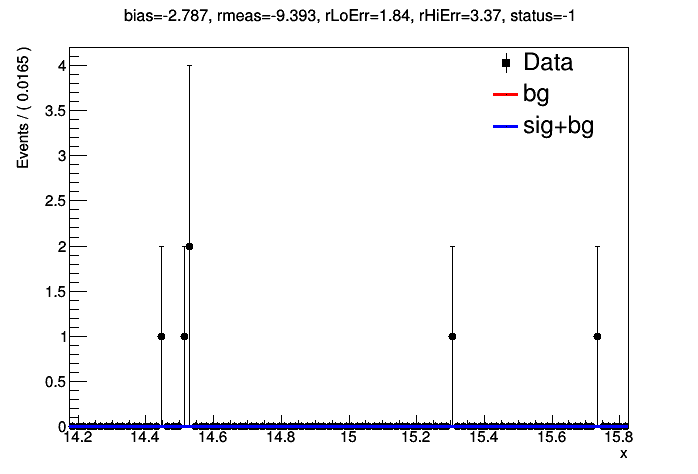 bias=-2.787, rmeas=-9.393, rLoErr=1.84, rHiErr=3.37, status=-1
Events / ( 0.0165 )
4
3.5
3
2.5
2
1.5
1
0.5
0
Data
bg
sig+bg
14.2 14.4 14.6 14.8 15 15.2 15.4 15.6 15.8
x